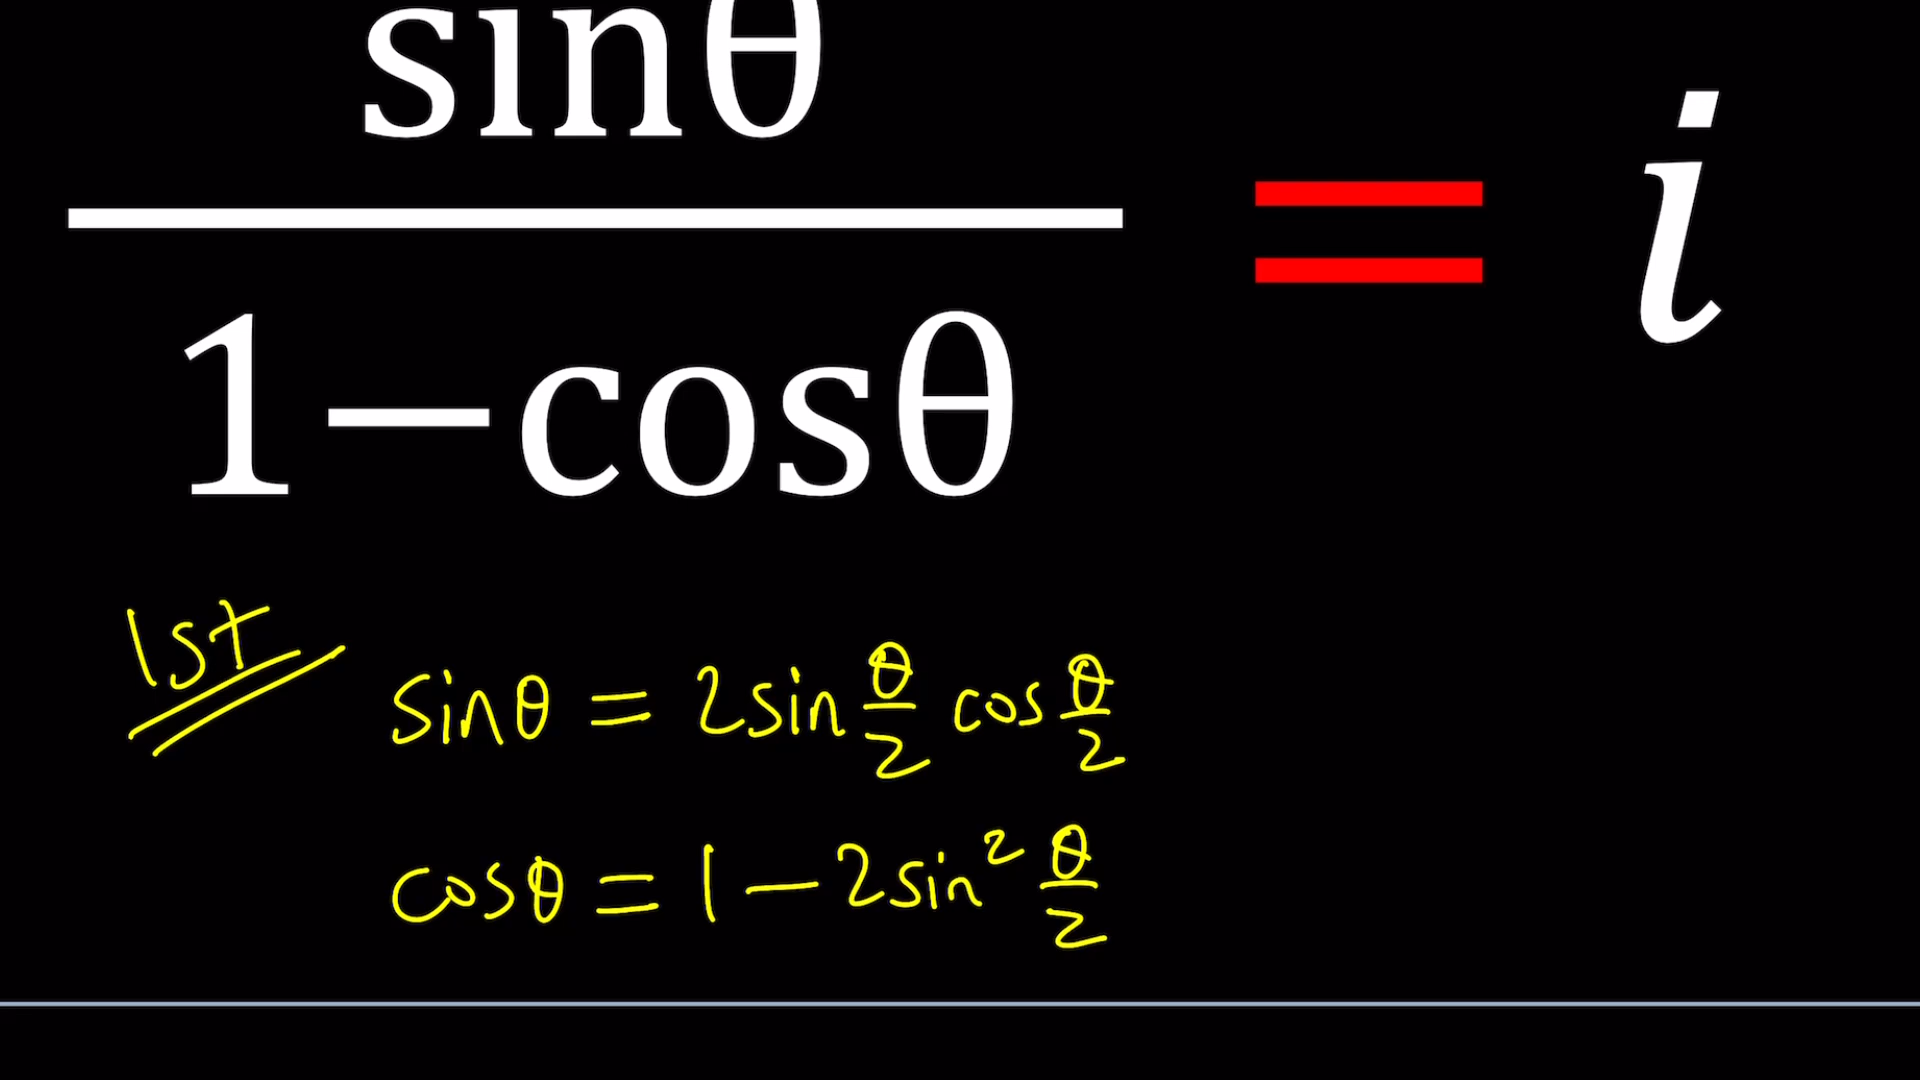 sinθ
1−cosθ
= i
1st
sinθ = 2sin θ/2 cos θ/2
cosθ = 1 − 2sin² θ/2